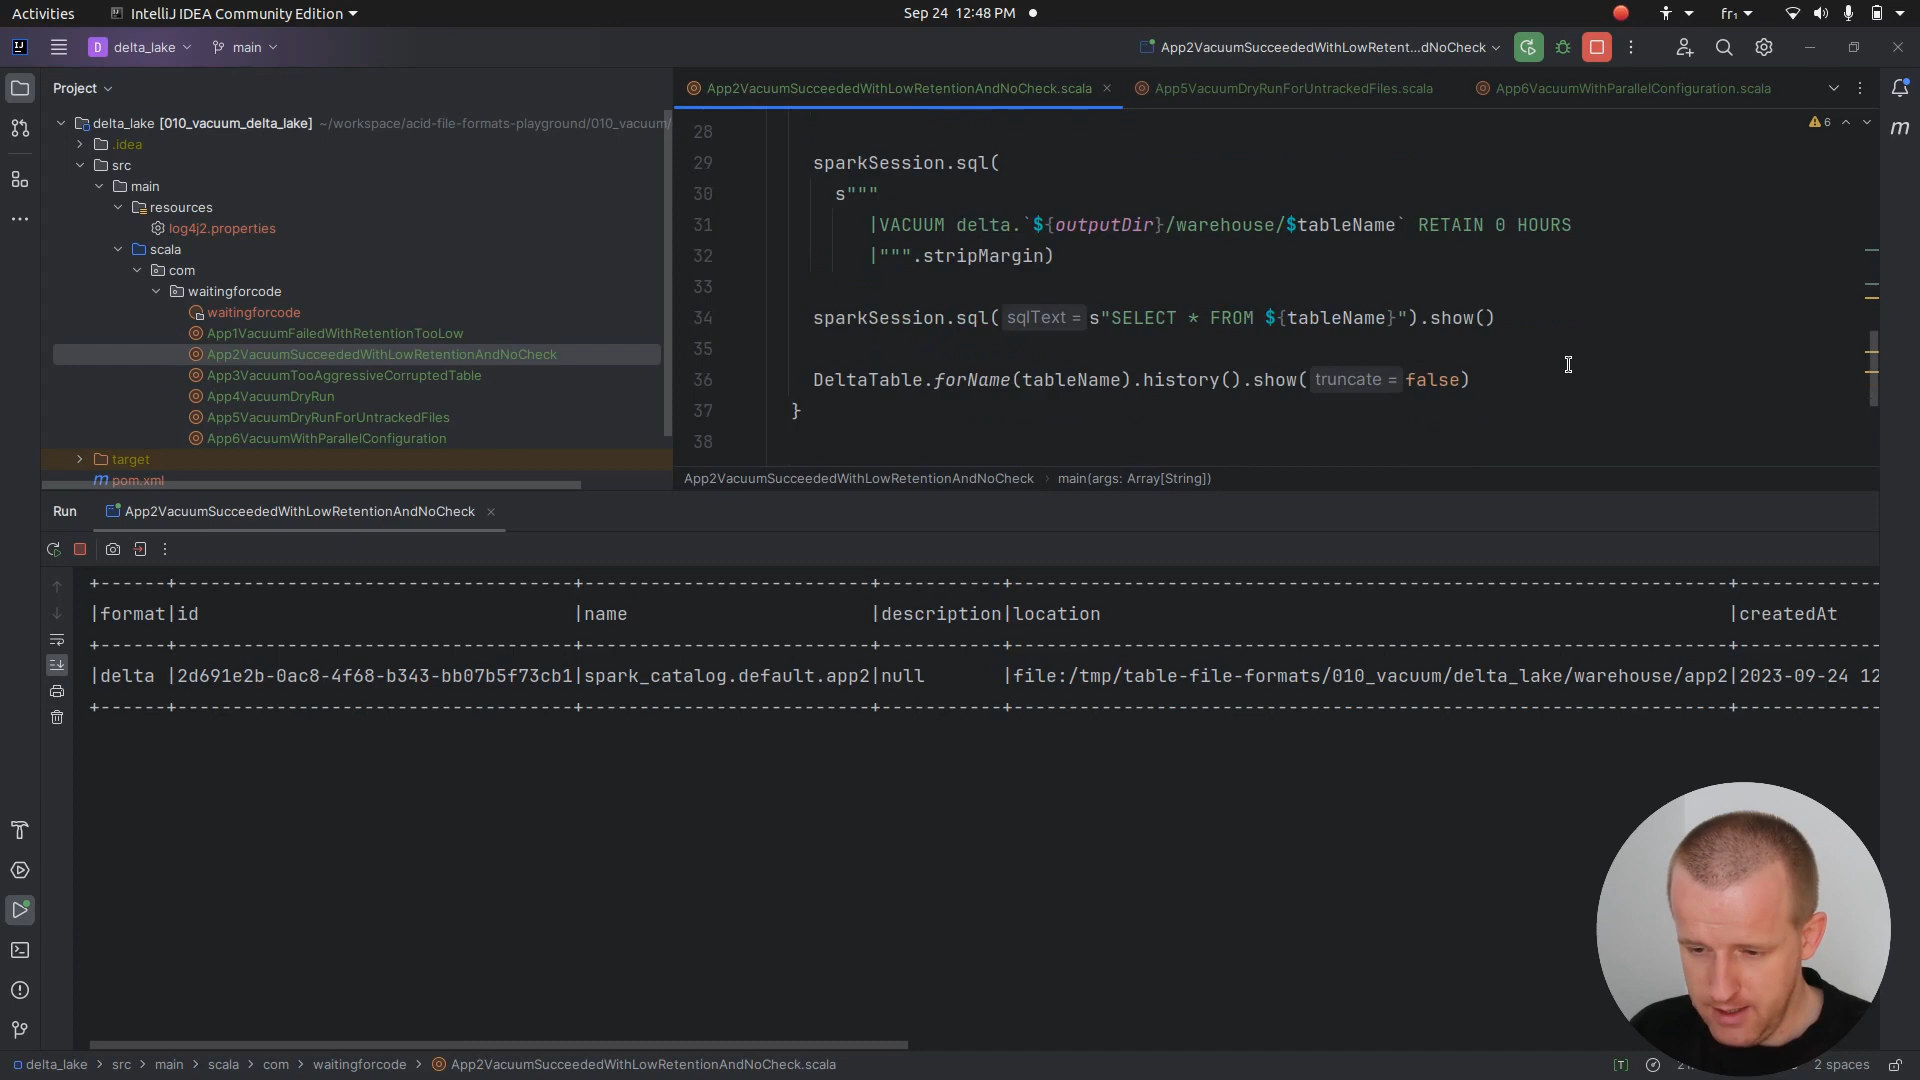 Activities IntelliJ IDEA Community Edition Sep 24 12:48 PM fr₁
D delta_lake main App2VacuumSucceededWithLowRetent...dNoCheck
Project App2VacuumSucceededWithLowRetentionAndNoCheck.scala App5VacuumDryRunForUntrackedFiles.scala App6VacuumWithParallelConfiguration.scala
delta_lake [010_vacuum_delta_lake] ~/workspace/acid-file-formats-playground/010_vacuum/
.idea
src
main
resources
log4j2.properties
scala
com
waitingforcode
waitingforcode
App1VacuumFailedWithRetentionTooLow
App2VacuumSucceededWithLowRetentionAndNoCheck
App3VacuumTooAggressiveCorruptedTable
App4VacuumDryRun
App5VacuumDryRunForUntrackedFiles
App6VacuumWithParallelConfiguration
target
pom.xml
6
28
29 sparkSession.sql(
30 s"""
31 |VACUUM delta.`${outputDir}/warehouse/$tableName` RETAIN 0 HOURS
32 |""".stripMargin)
33
34 sparkSession.sql( sqlText = s"SELECT * FROM ${tableName}").show()
35
36 DeltaTable.forName(tableName).history().show( truncate = false)
37 }
38
App2VacuumSucceededWithLowRetentionAndNoCheck > main(args: Array[String])
Run App2VacuumSucceededWithLowRetentionAndNoCheck
|format|id |name |description|location |createdAt
|delta |2d691e2b-0ac8-4f68-b343-bb07b5f73cb1|spark_catalog.default.app2|null |file:/tmp/table-file-formats/010_vacuum/delta_lake/warehouse/app2|2023-09-24 12
delta_lake > src > main > scala > com > waitingforcode > App2VacuumSucceededWithLowRetentionAndNoCheck.scala 2 spaces